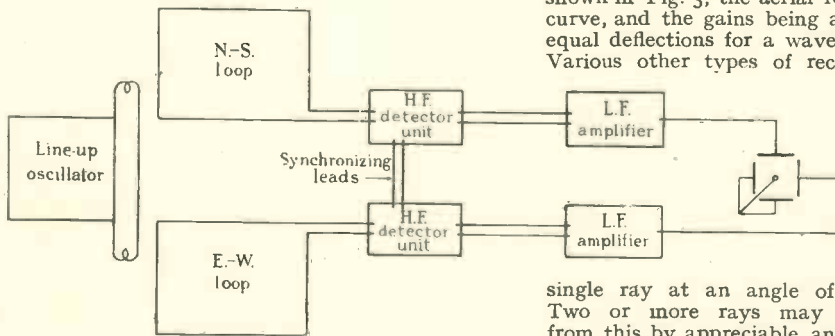 shown in Fig. 3, the aerial
curve, and the gains being
equal deflections for a wave
Various other types of rec
N.-S.
loop
H.F.
detector
unit
L.F.
amplifier
Line-up
oscillator
Synchronizing
leads
H.F.
detector
unit
L.F.
amplifier
E.-W.
loop
single ray at an angle of
Two or more rays may
from this by appreciable an